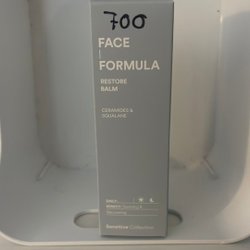 700
FACE
FORMULA
RESTORE
BALM
CERAMIDES &
SQUALANE
Sensitive Collection